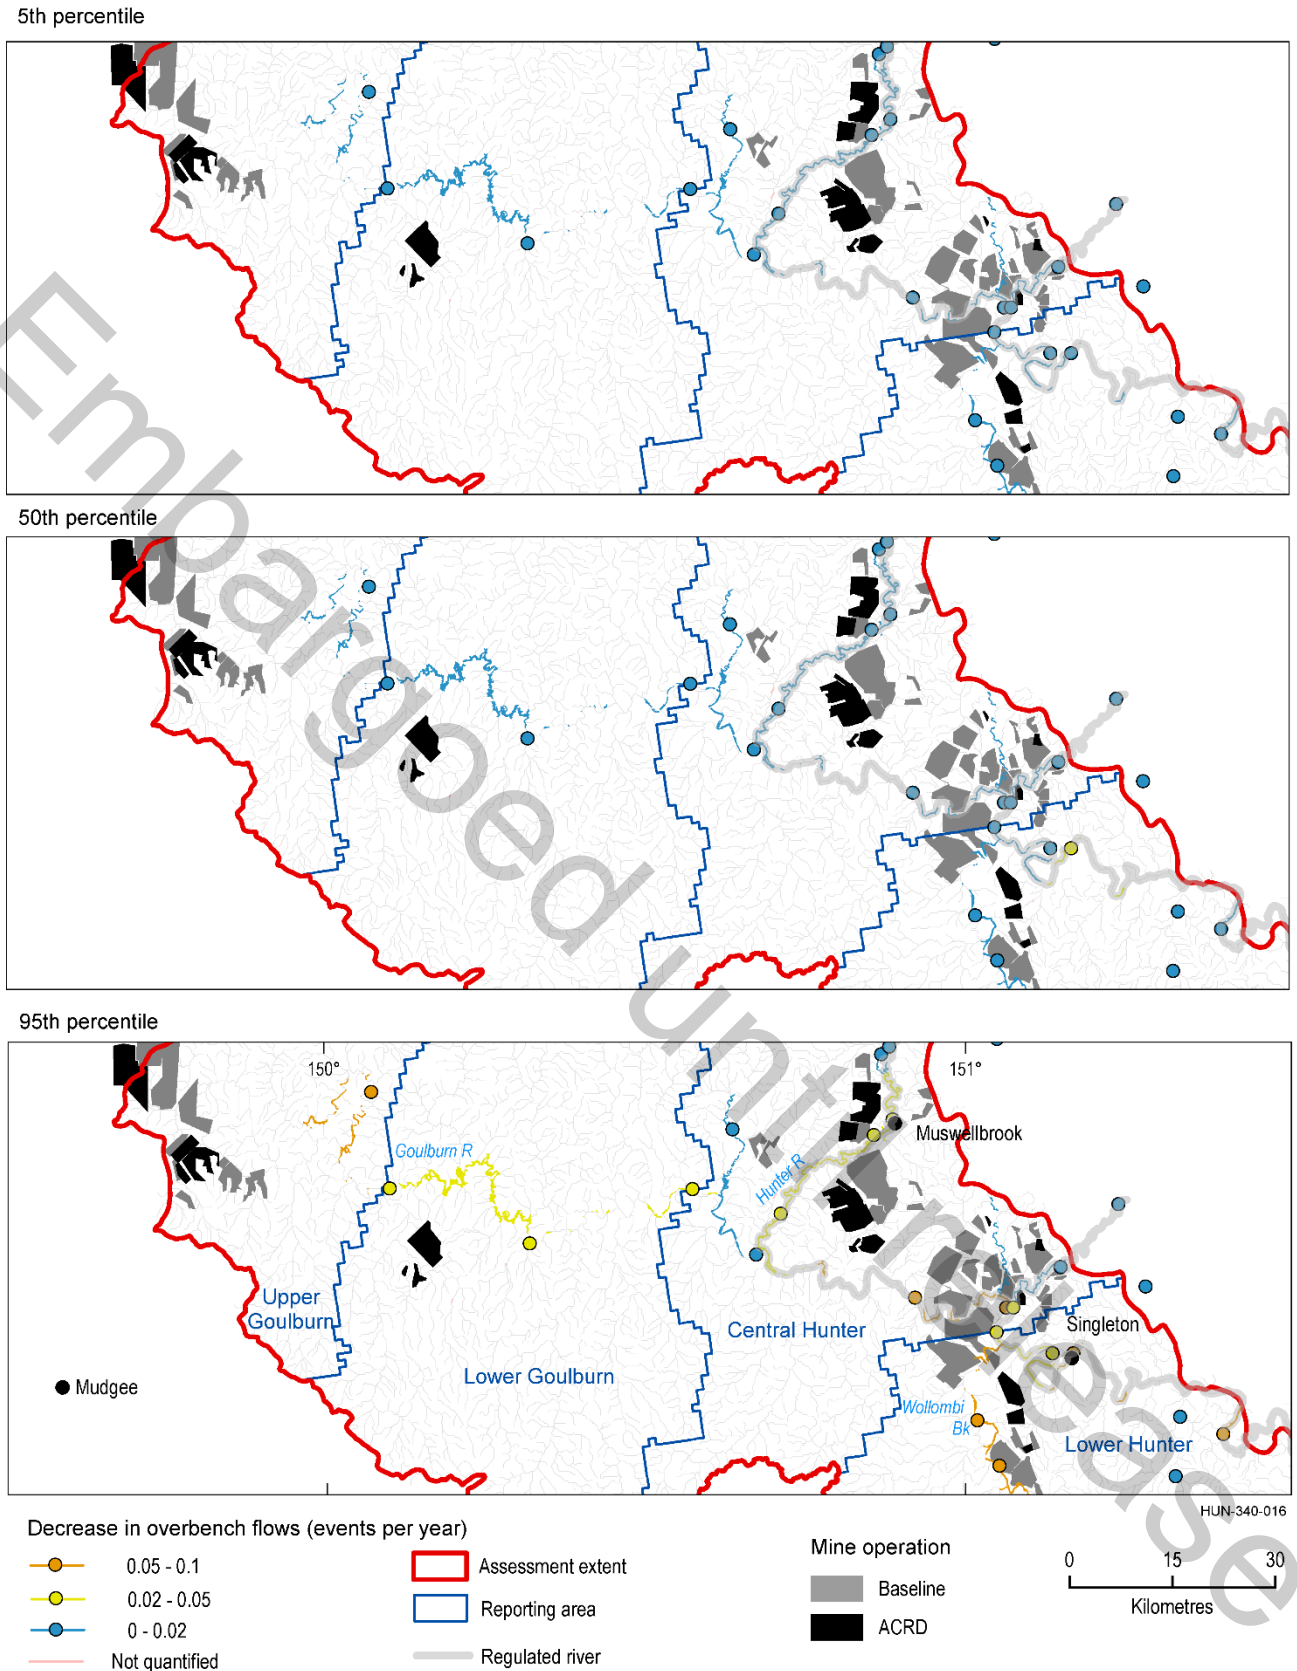 5th percentile
50th percentile
95th percentile
150°
151°
Muswellbrook
Goulburn R
Hunter R
Upper
Goulburn
Central Hunter
Singleton
Lower Goulburn
Mudgee
Wollombi
Bk
Lower Hunter
Embargoed until release
HUN-340-016
Decrease in overbench flows (events per year)
0.05 - 0.1
0.02 - 0.05
0 - 0.02
Not quantified
Assessment extent
Reporting area
Regulated river
Mine operation
Baseline
ACRD
0 15 30
Kilometres